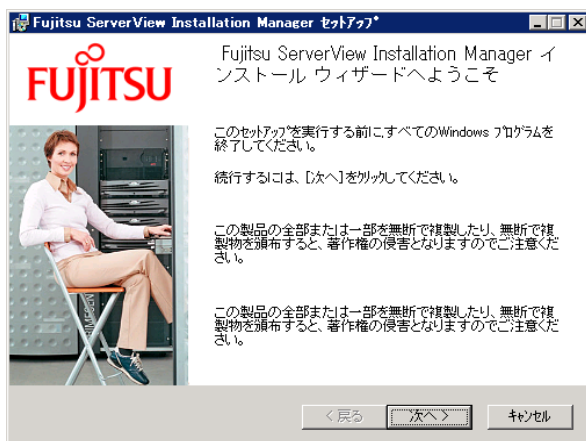 Fujitsu ServerView Installation Manager ｾｯﾄｱｯﾌﾟ
FUJITSU
Fujitsu ServerView Installation Manager イ
ンストール ウィザードへようこそ
このｾｯﾄｱｯﾌﾟを実行する前に、すべてのWindows ﾌﾟﾛｸﾞﾗﾑを
終了してください。
続行するには、[次へ]をｸﾘｯｸしてください。
この製品の全部または一部を無断で複製したり、無断で複
製物を頒布すると、著作権の侵害となりますのでご注意くだ
さい。
この製品の全部または一部を無断で複製したり、無断で複
製物を頒布すると、著作権の侵害となりますのでご注意くだ
さい。
< 戻る
次へ >
ｷｬﾝｾﾙ